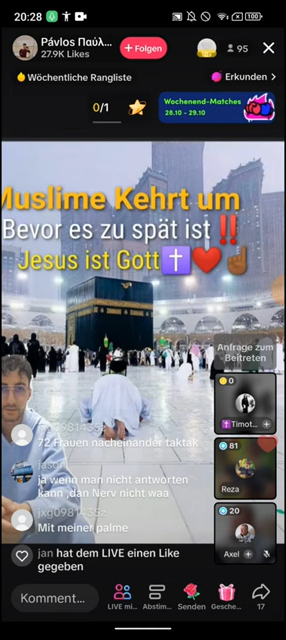 20:28
100
Pávlos Παύλ...
27.9K Likes
+ Folgen
95
Wöchentliche Rangliste
Erkunden >
0/1
Wochenend-Matches
28.10 - 29.10
Muslime Kehrt um
Bevor es zu spät ist‼️
Jesus ist Gott✝️❤️☝🏾
Anfrage zum
Beitreten
0
✝️Timot... +
72 Frauen nacheinander taktak
81
Reza
ja wenn man nicht antworten
kann ,dan Nerv nicht waa
20
Mit meiner palme
Axel +
jan hat dem LIVE einen Like
gegeben
Komment...
LIVE mi...
Abstim...
Senden
Gesche...
17